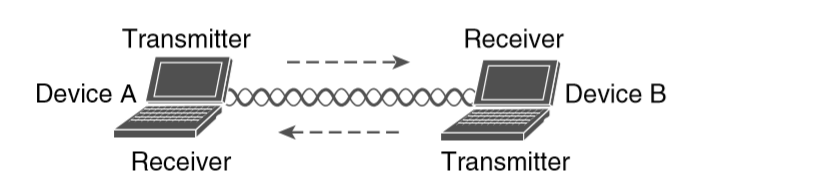 Transmitter
Receiver
Device A
Device B
Receiver
Transmitter